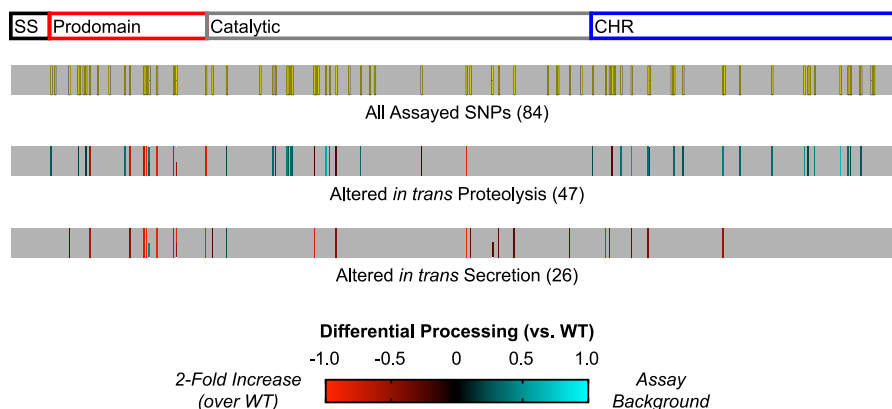 SS Prodomain Catalytic CHR
All Assayed SNPs (84)
Altered in trans Proteolysis (47)
Altered in trans Secretion (26)
Differential Processing (vs. WT)
-1.0 -0.5 0 0.5 1.0
2-Fold Increase
(over WT)
Assay
Background